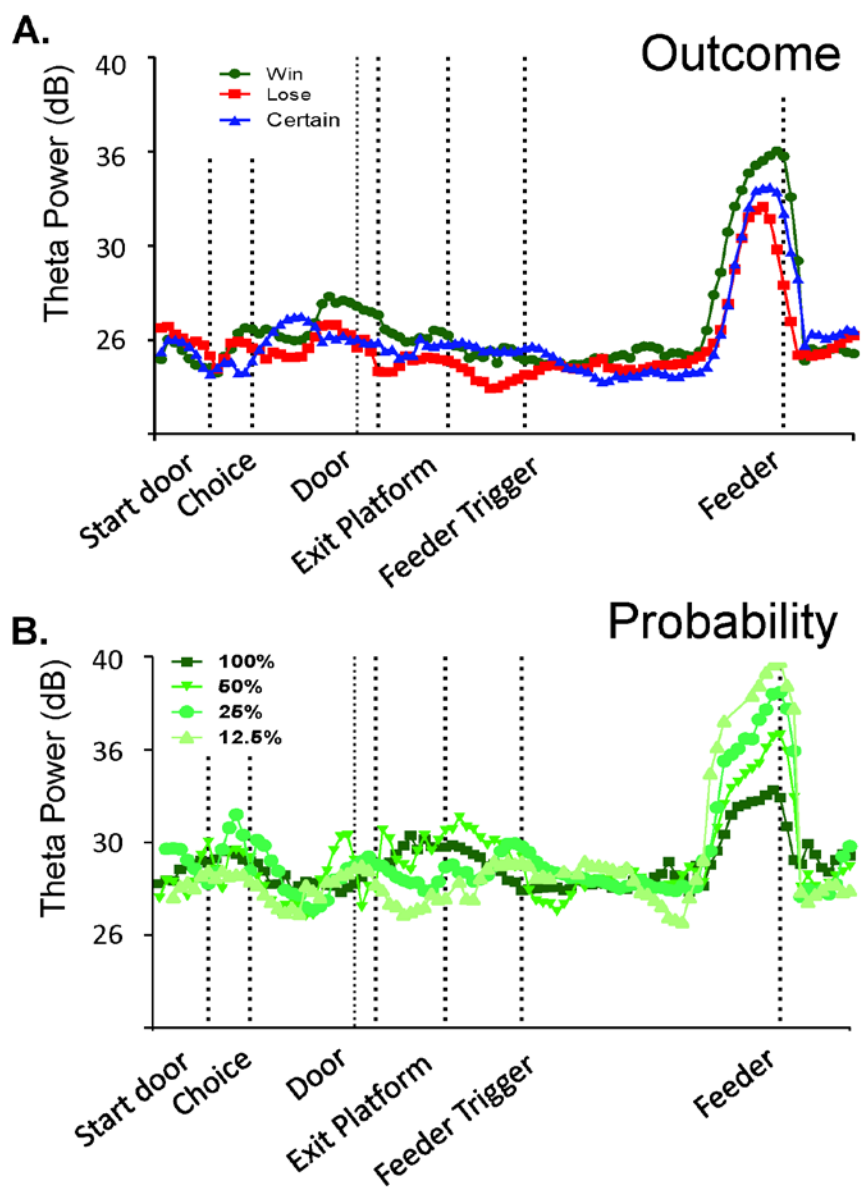 A.
Outcome
Theta Power (dB)
40
36
30
26
Win
Lose
Certain
Start door
Choice
Door
Exit Platform
Feeder Trigger
Feeder
B.
Probability
Theta Power (dB)
40
36
30
26
100%
50%
25%
12.5%
Start door
Choice
Door
Exit Platform
Feeder Trigger
Feeder